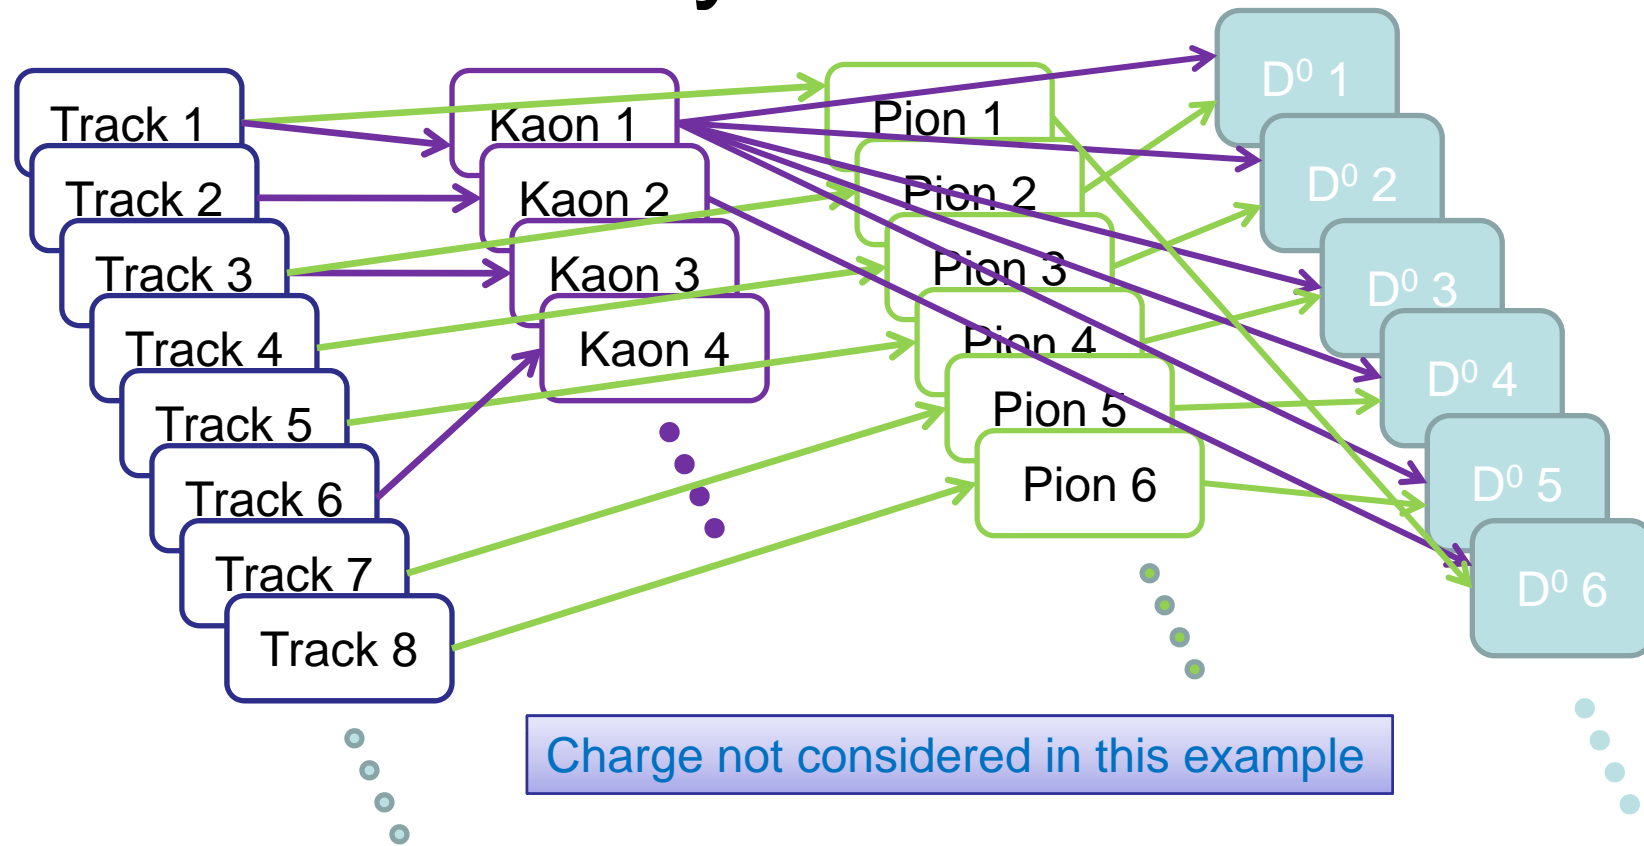 Track 1
Track 2
Track 3
Track 4
Track 5
Track 6
Track 7
Track 8
Kaon 1
Kaon 2
Kaon 3
Kaon 4
Pion 1
Pion 2
Pion 3
Pion 4
Pion 5
Pion 6
D⁰ 1
D⁰ 2
D⁰ 3
D⁰ 4
D⁰ 5
D⁰ 6
Charge not considered in this example